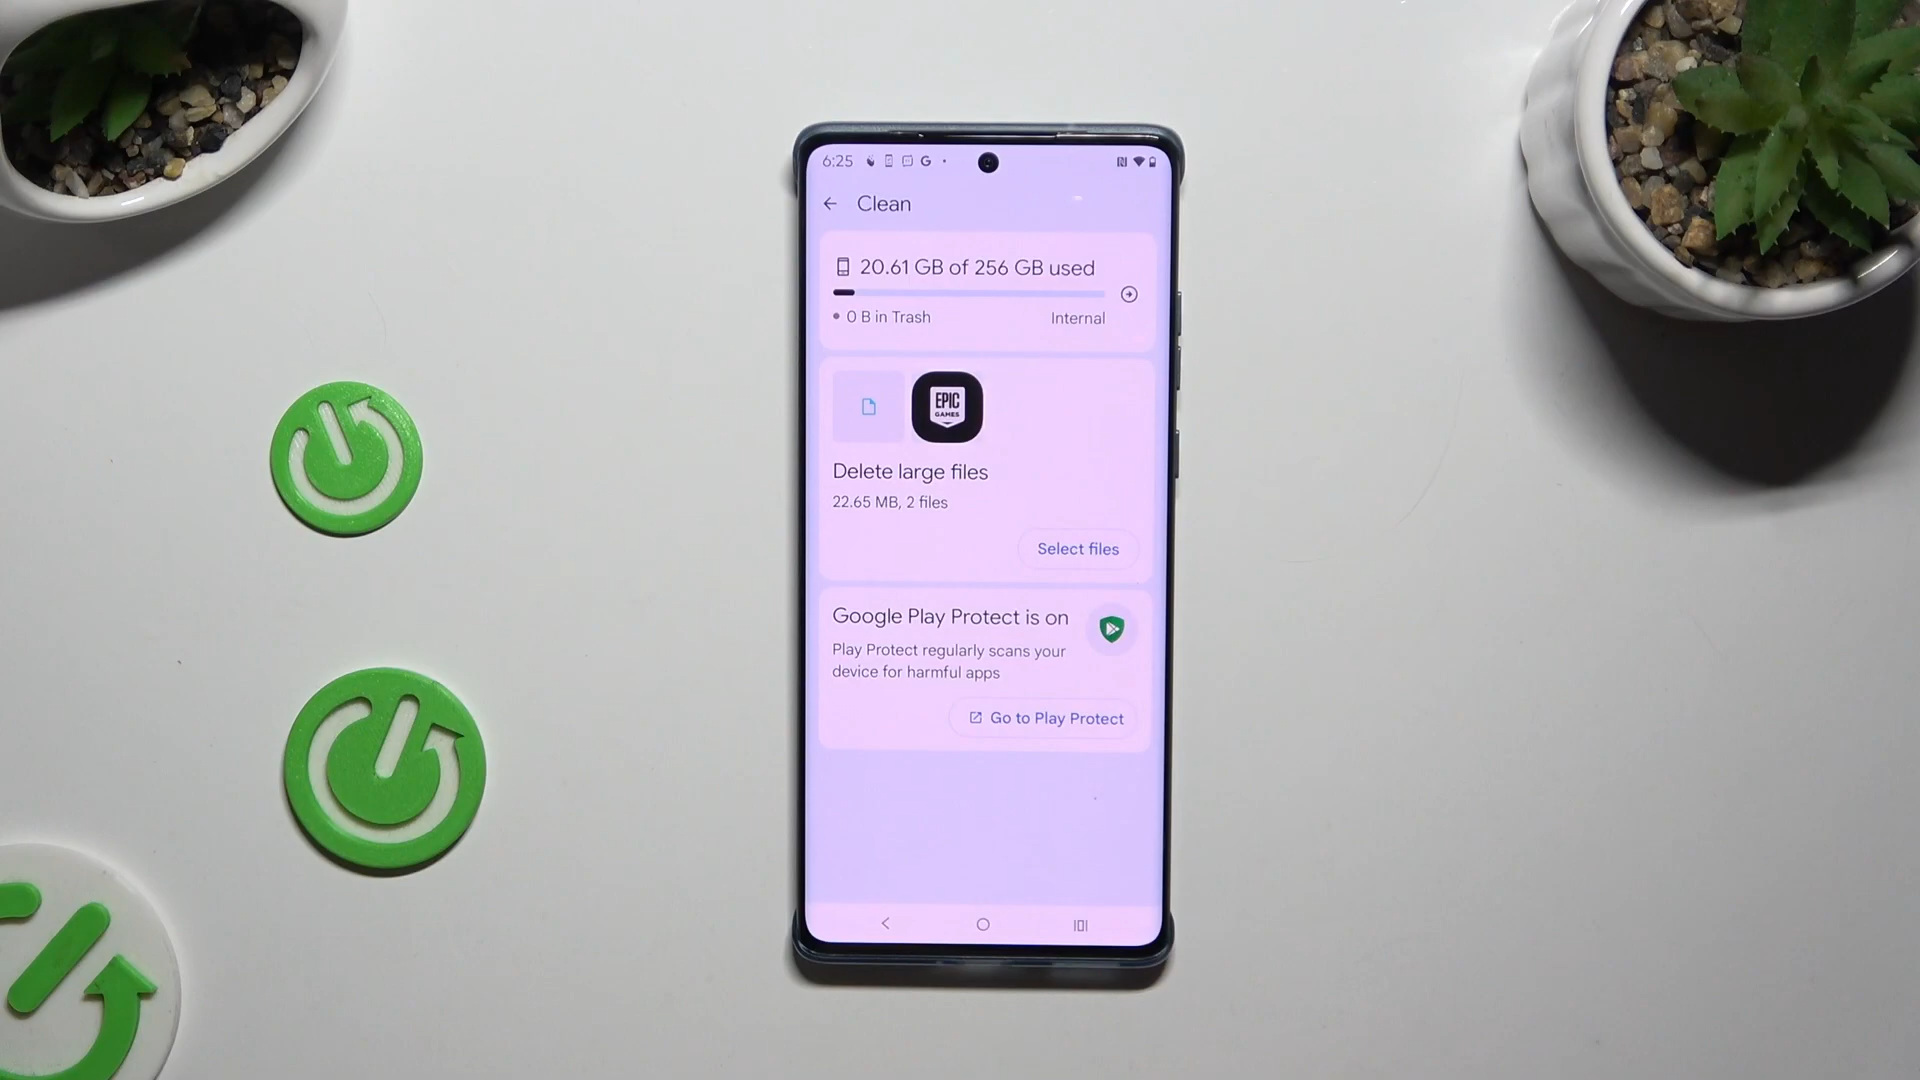 6:25
Clean
20.61 GB of 256 GB used
0 B in Trash
Internal
EPIC
GAMES
Delete large files
22.65 MB, 2 files
Select files
Google Play Protect is on
Play Protect regularly scans your
device for harmful apps
Go to Play Protect